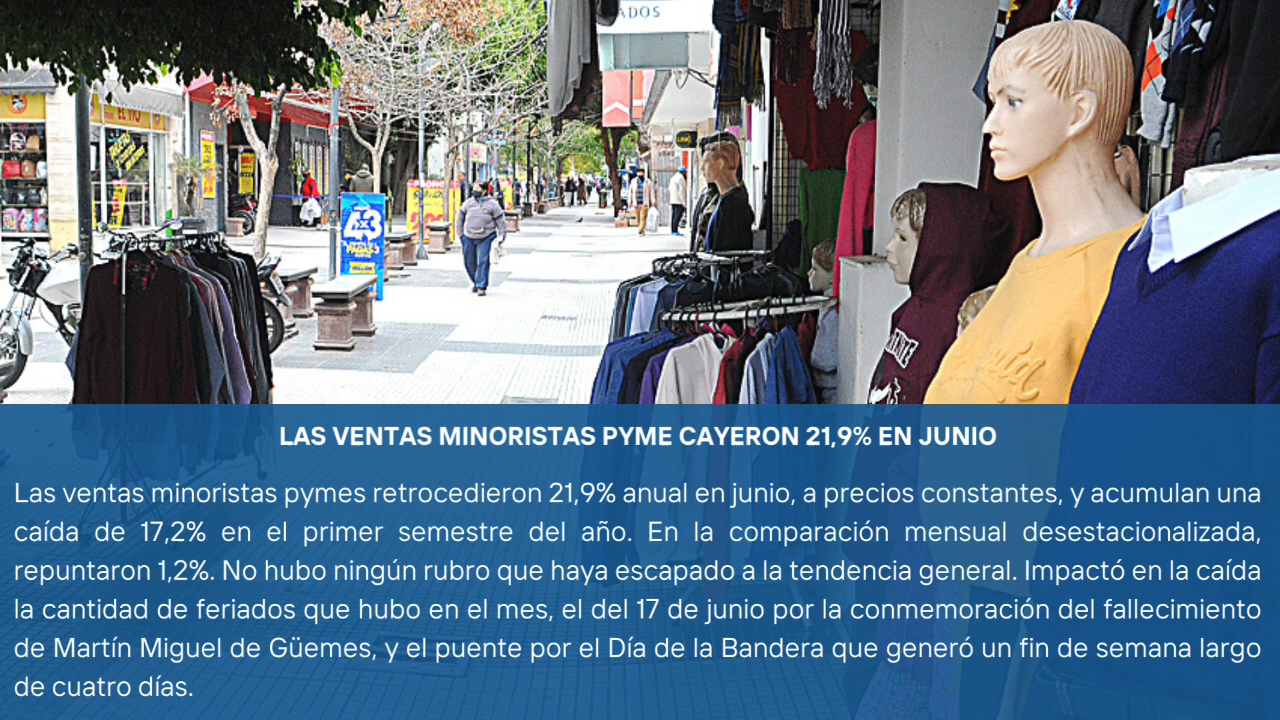 ADOS
EL RIO
PROMO
LAS VENTAS MINORISTAS PYME CAYERON 21,9% EN JUNIO
Las ventas minoristas pymes retrocedieron 21,9% anual en junio, a precios constantes, y acumulan una
caída de 17,2% en el primer semestre del año. En la comparación mensual desestacionalizada,
repuntaron 1,2%. No hubo ningún rubro que haya escapado a la tendencia general. Impactó en la caída
la cantidad de feriados que hubo en el mes, el del 17 de junio por la conmemoración del fallecimiento
de Martín Miguel de Güemes, y el puente por el Día de la Bandera que generó un fin de semana largo
de cuatro días.